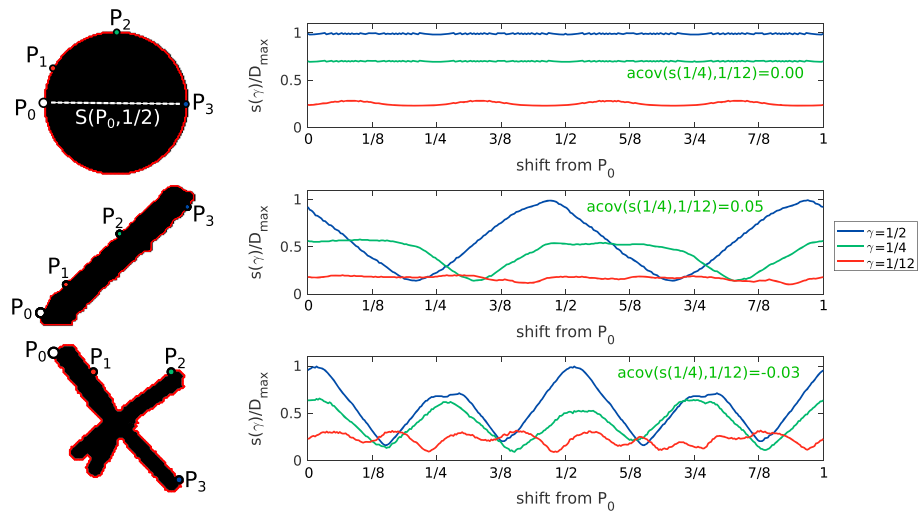 P2
P1
P0
P3
S(P0,1/2)
s(γ)/Dmax
1
0.5
0
acov(s(1/4),1/12)=0.00
0 1/8 1/4 3/8 1/2 5/8 3/4 7/8 1
shift from P0
P2
P3
P1
P0
s(γ)/Dmax
1
0.5
0
acov(s(1/4),1/12)=0.05
0 1/8 1/4 3/8 1/2 5/8 3/4 7/8 1
shift from P0
γ=1/2
γ=1/4
γ=1/12
P0
P1
P2
P3
s(γ)/Dmax
1
0.5
0
acov(s(1/4),1/12)=-0.03
0 1/8 1/4 3/8 1/2 5/8 3/4 7/8 1
shift from P0